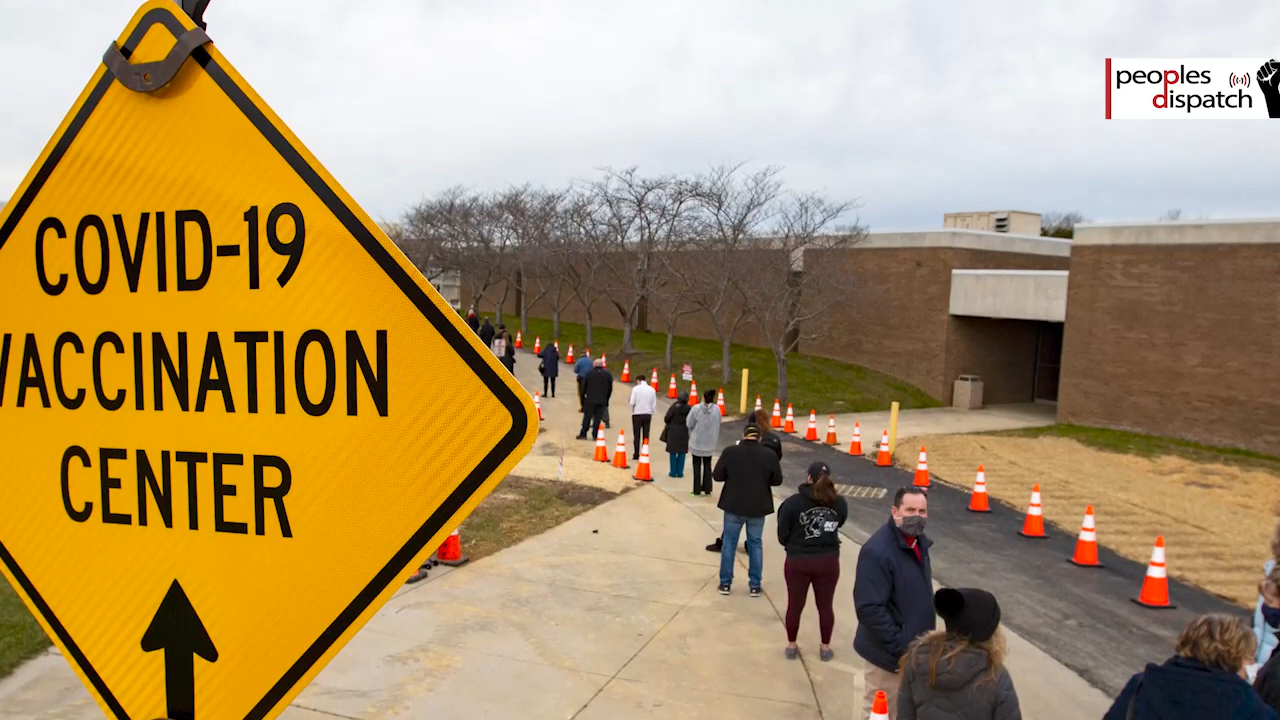 COVID-19
VACCINATION
CENTER
peoples
dispatch